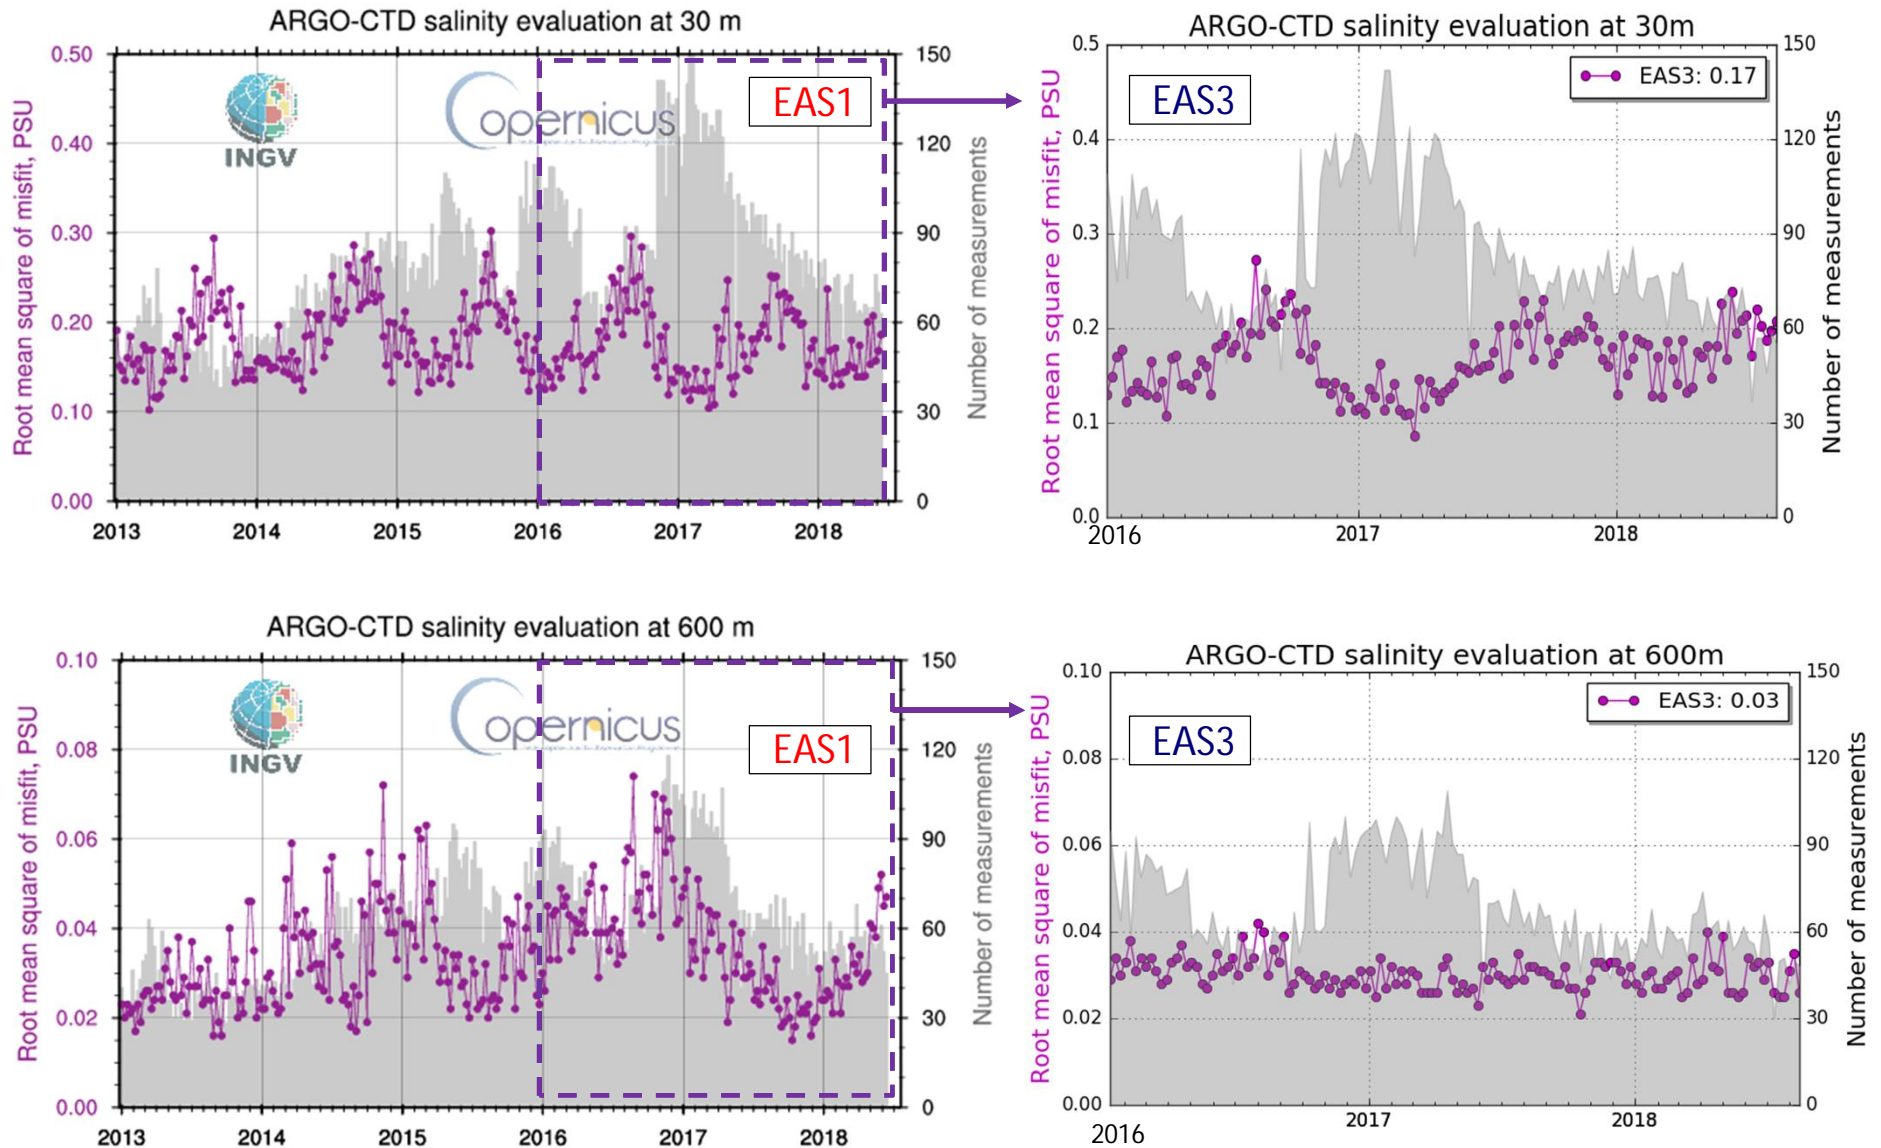 ARGO-CTD salinity evaluation at 30 m
Root mean square of misfit, PSU
0.50
0.40
0.30
0.20
0.10
0.00
INGV
opernicus
EAS1
150
120
90
60
30
0
Number of measurements
2013 2014 2015 2016 2017 2018
ARGO-CTD salinity evaluation at 30m
Root mean square of misfit, PSU
0.5
0.4
0.3
0.2
0.1
0.0
EAS3
EAS3: 0.17
150
120
90
60
30
0
Number of measurements
2016 2017 2018
ARGO-CTD salinity evaluation at 600 m
Root mean square of misfit, PSU
0.10
0.08
0.06
0.04
0.02
0.00
INGV
opernicus
EAS1
150
120
90
60
30
0
Number of measurements
2013 2014 2015 2016 2017 2018
ARGO-CTD salinity evaluation at 600m
Root mean square of misfit, PSU
0.10
0.08
0.06
0.04
0.02
0.00
EAS3
EAS3: 0.03
150
120
90
60
30
0
Number of measurements
2016 2017 2018